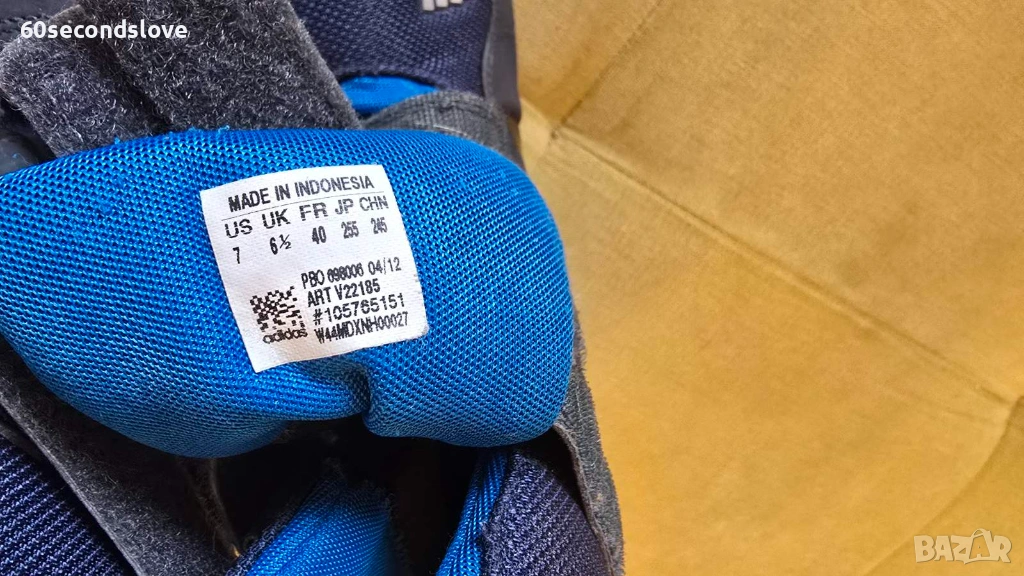 60secondslove
MADE IN INDONESIA
US UK FR JP CHN
7 6½ 40 255 245
PBO 698006 04/12
ART V22185
#105765151
W44MDXNH00027
adidas
BAZAR